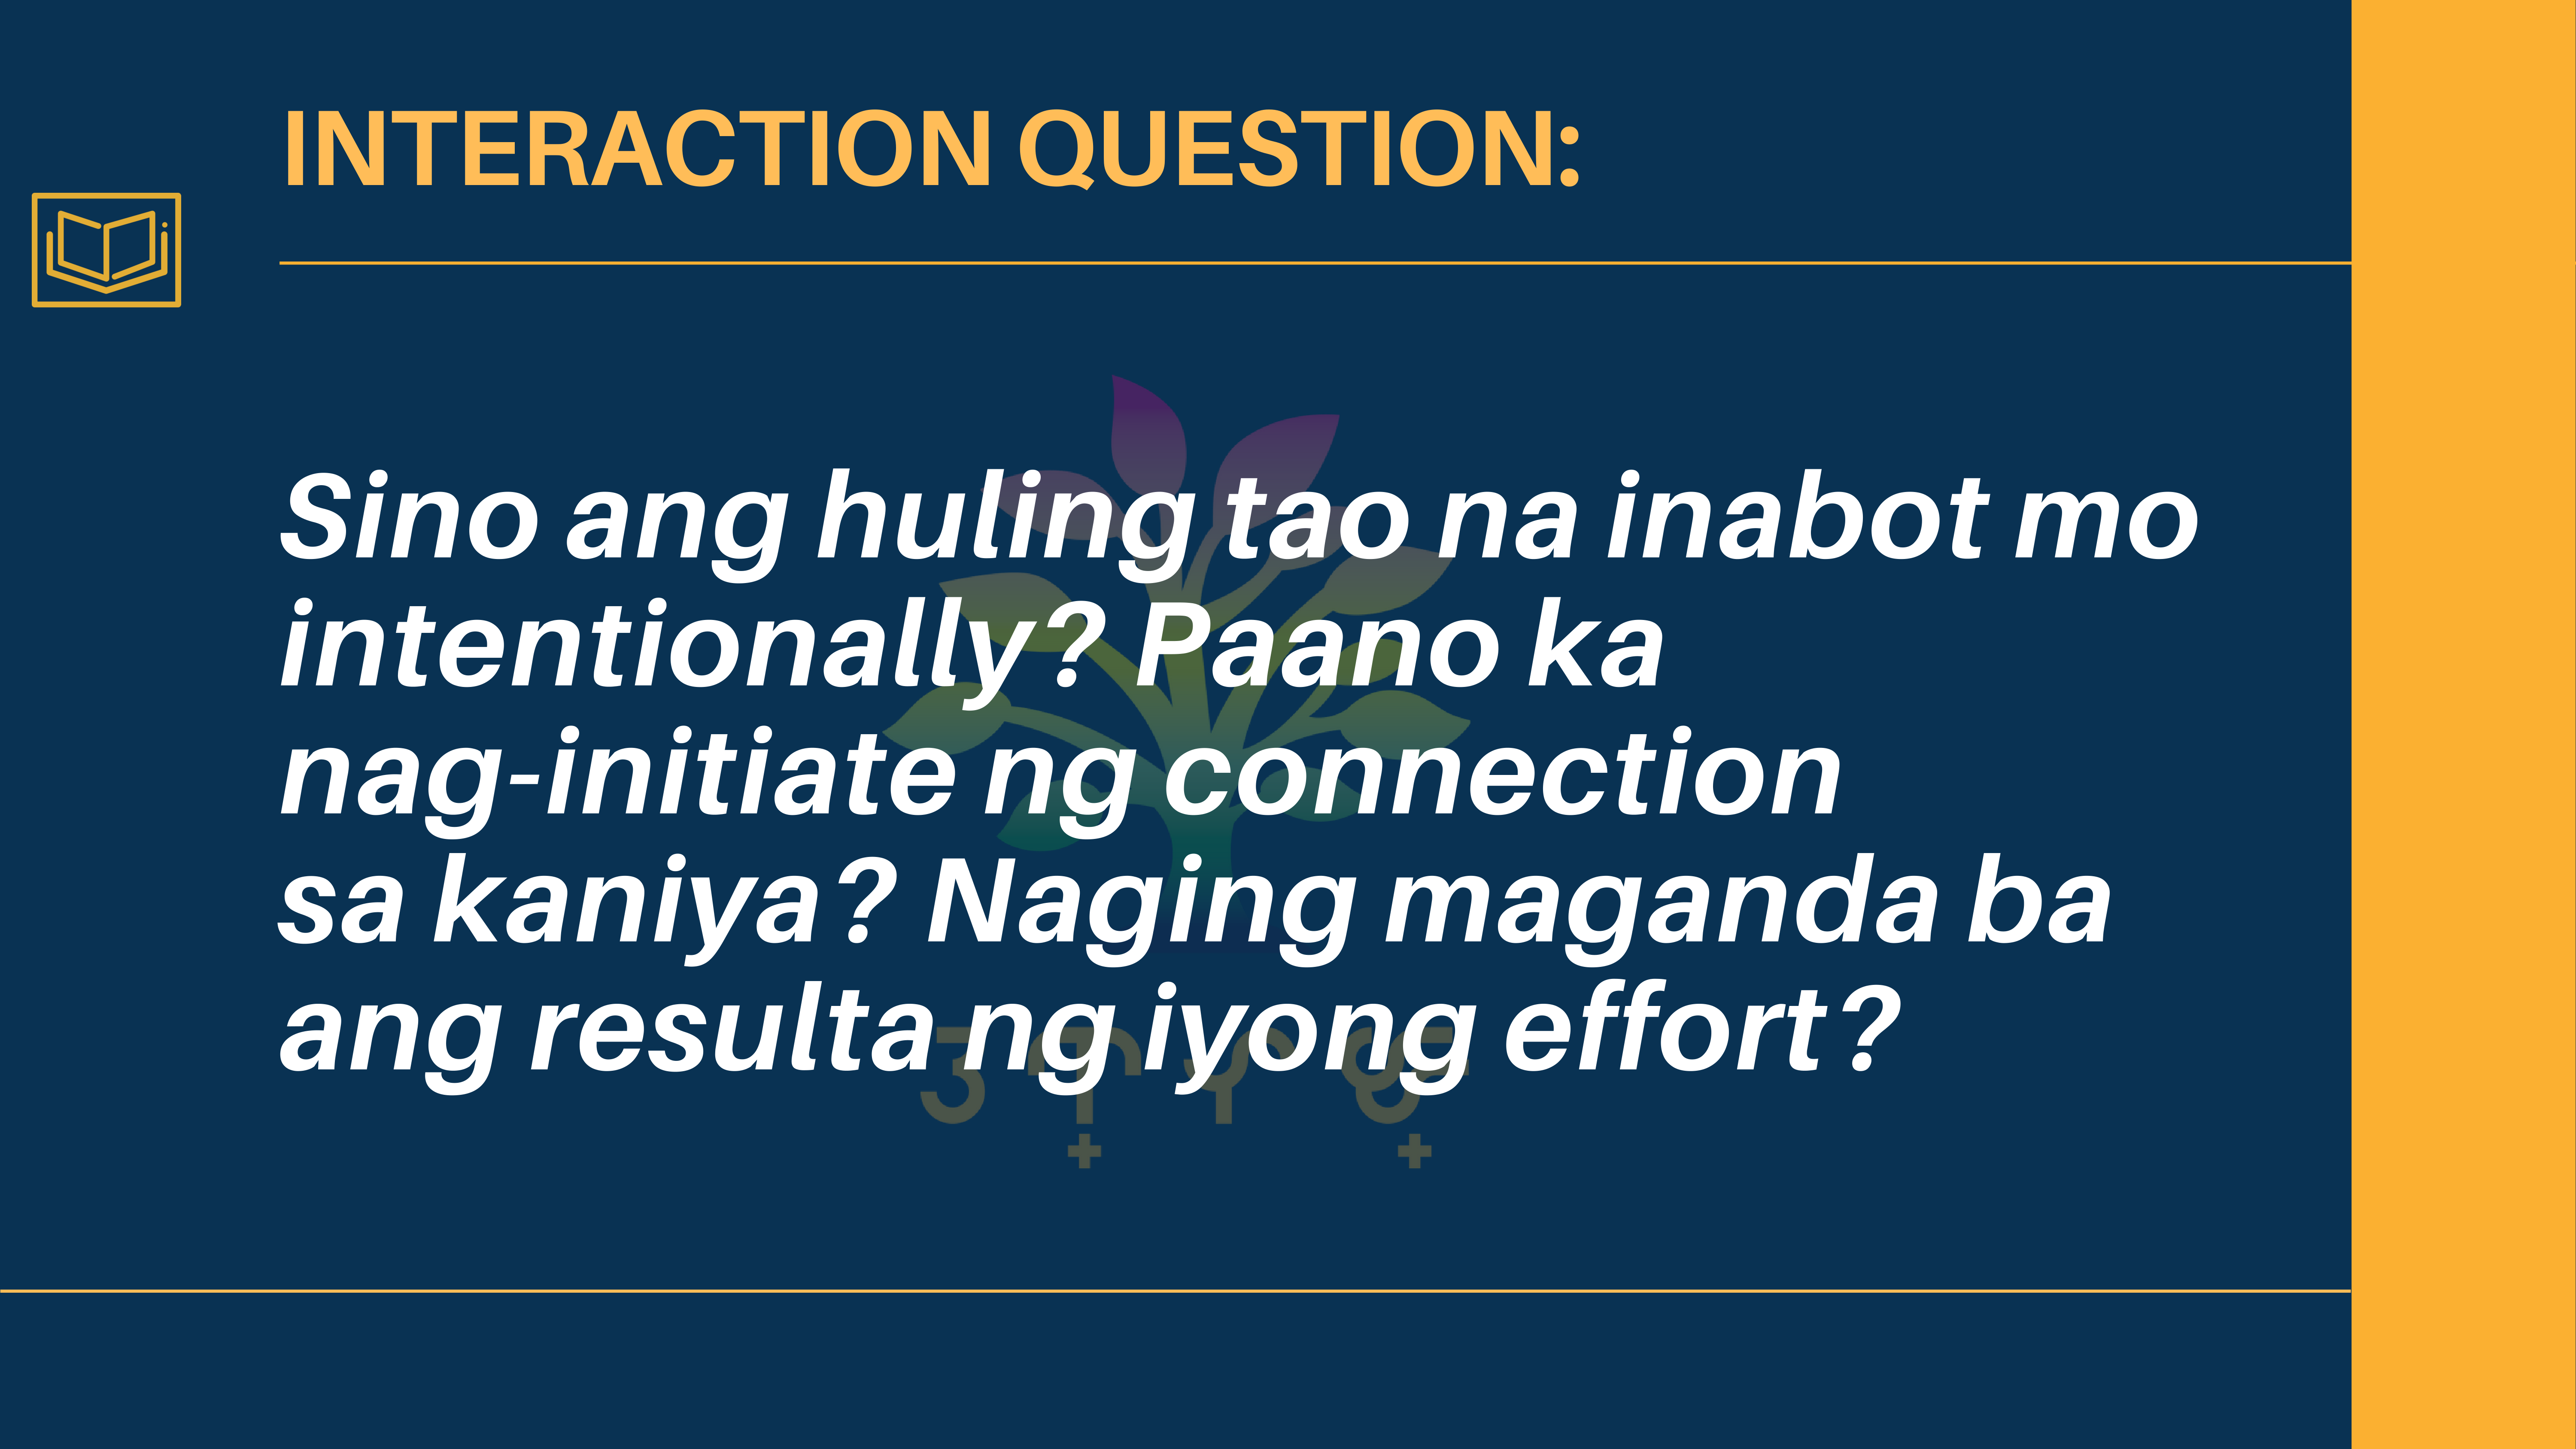 INTERACTION QUESTION:
Sino ang huling tao na inabot mo
intentionally? Paano ka
nag-initiate ng connection
sa kaniya? Naging maganda ba
ang resulta ng iyong effort?